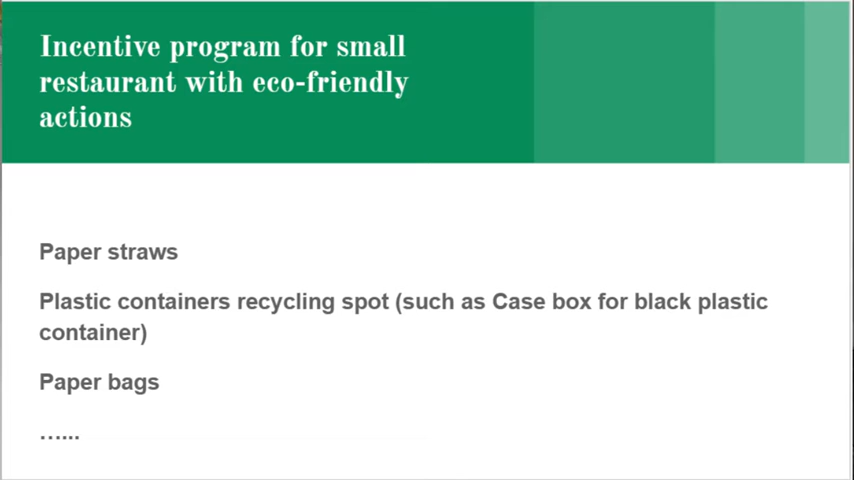 Incentive program for small
restaurant with eco-friendly
actions
Paper straws
Plastic containers recycling spot (such as Case box for black plastic
container)
Paper bags
…...